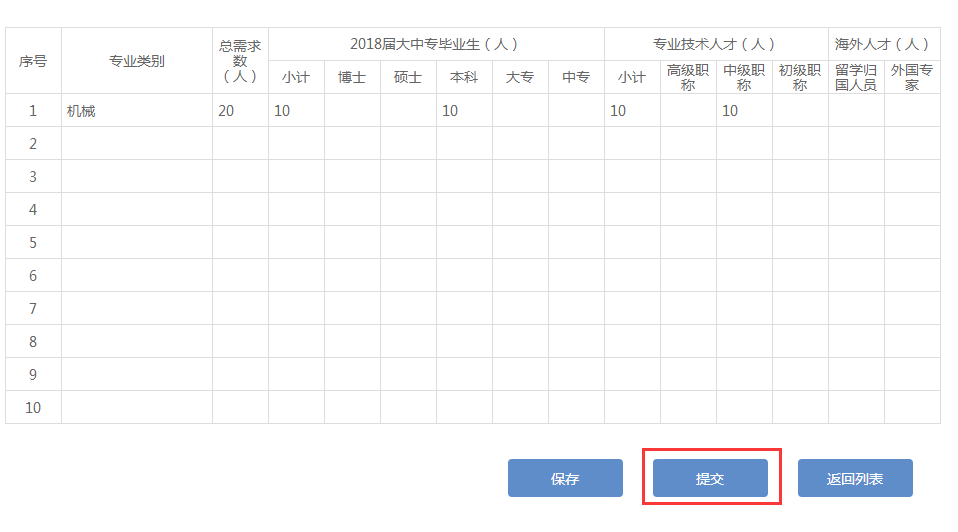 序号 专业类别 总需求数（人） 2018届大中专毕业生（人） 专业技术人才（人） 海外人才（人）
小计 博士 硕士 本科 大专 中专 小计 高级职称 中级职称 初级职称 留学归国人员 外国专家
1 机械 20 10 10 10 10
2
3
4
5
6
7
8
9
10
保存 提交 返回列表